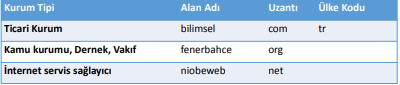 Kurum Tipi Alan Adı Uzantı Ülke Kodu
Ticari Kurum bilimsel com tr
Kamu kurumu, Dernek, Vakıf fenerbahce org
İnternet servis sağlayıcı niobeweb net